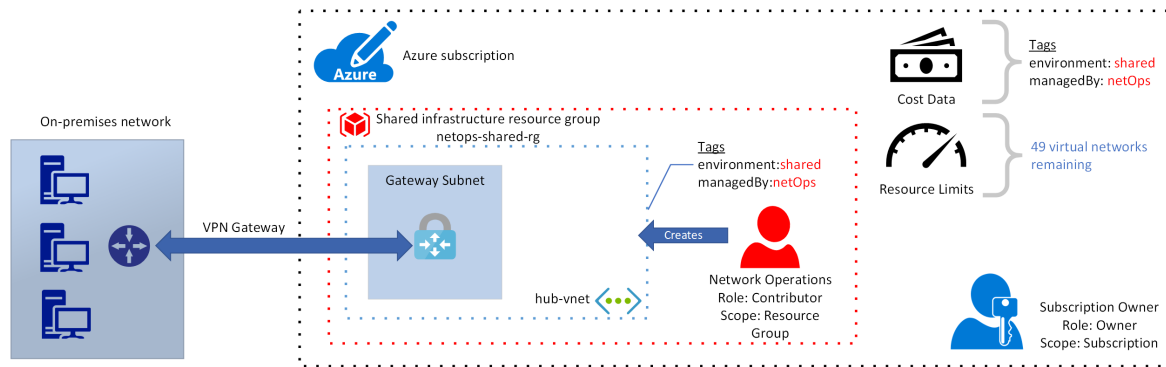 Azure
Azure subscription
Cost Data
Tags
environment: shared
managedBy: netOps
On-premises network
Shared infrastructure resource group
netops-shared-rg
Gateway Subnet
Tags
environment:shared
managedBy:netOps
Resource Limits
49 virtual networks
remaining
VPN Gateway
Creates
hub-vnet
Network Operations
Role: Contributor
Scope: Resource
Group
Subscription Owner
Role: Owner
Scope: Subscription